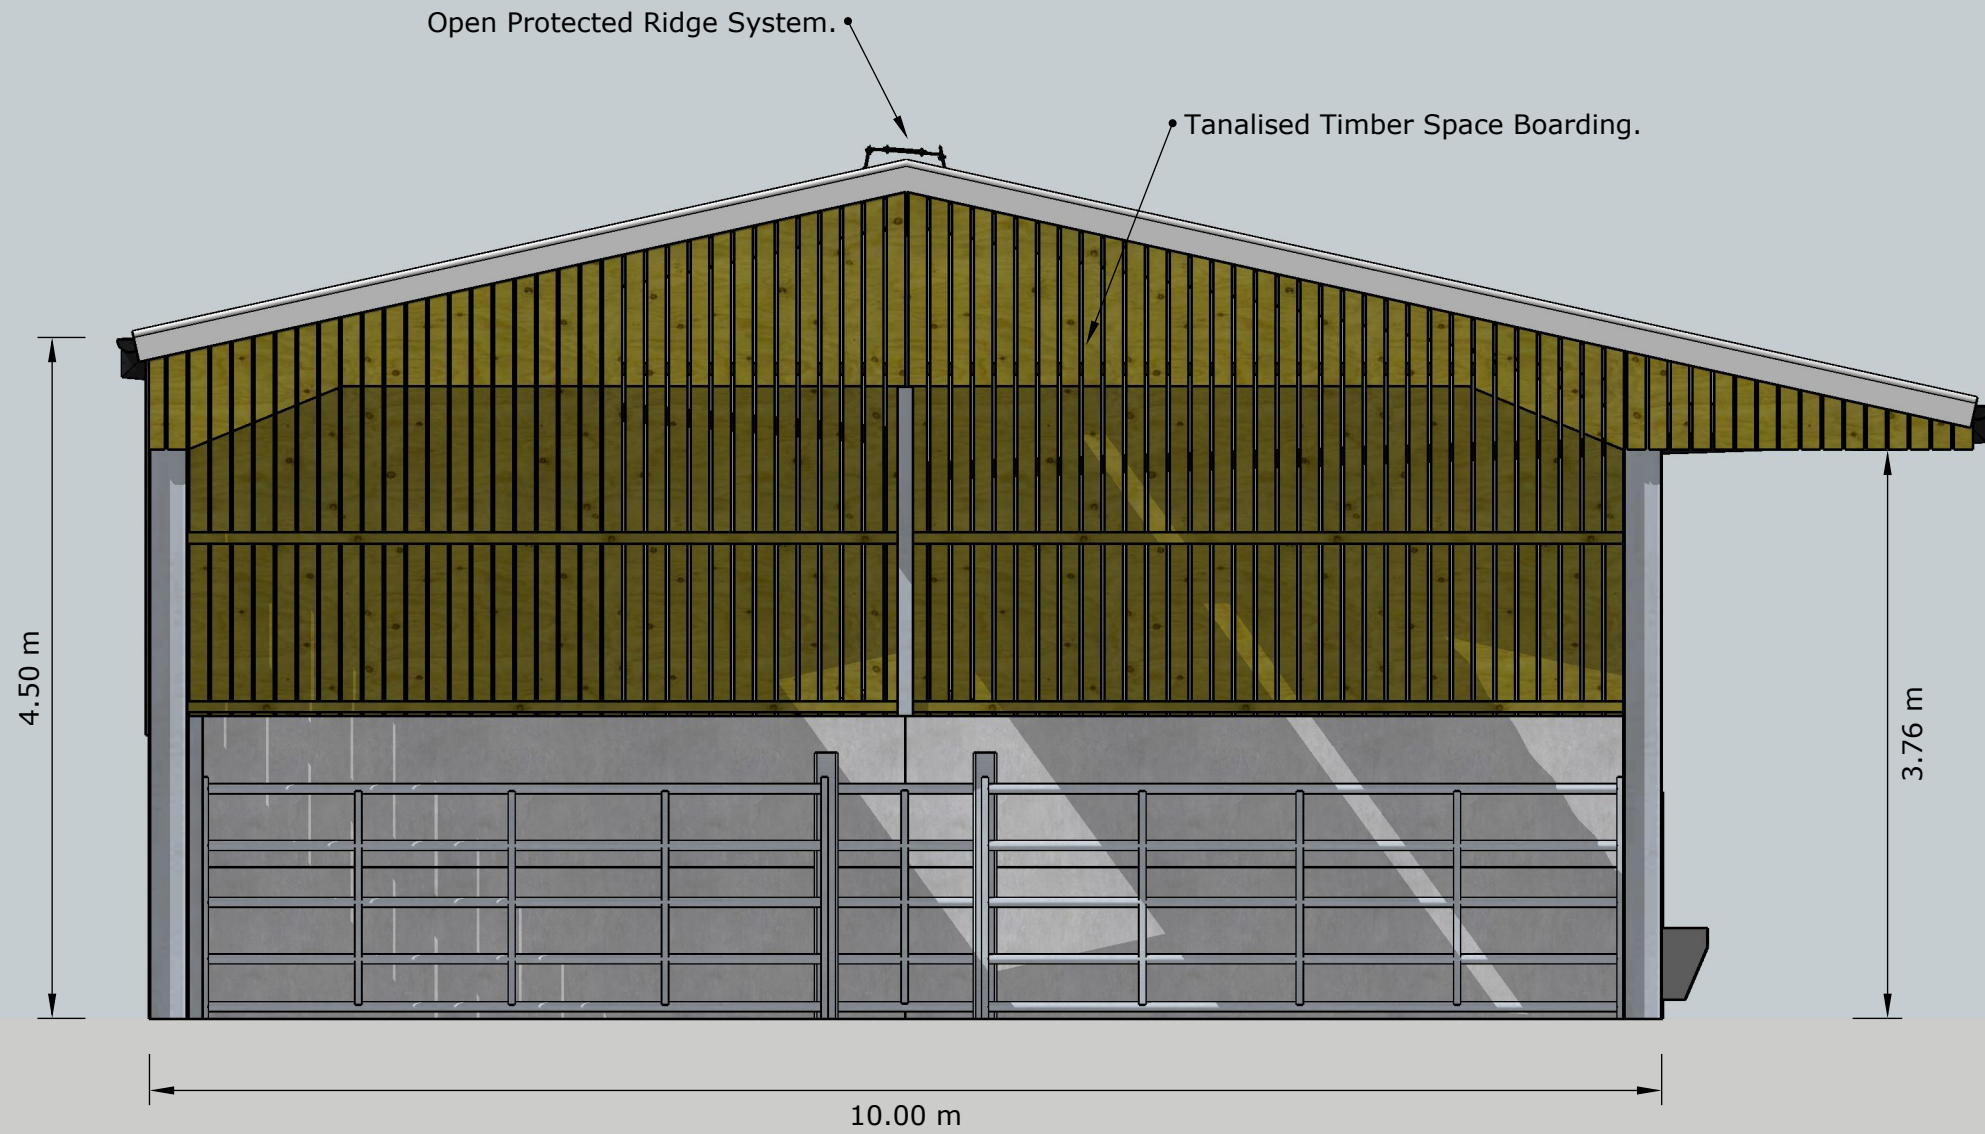 Open Protected Ridge System.
Tanalised Timber Space Boarding.
4.50 m
3.76 m
10.00 m